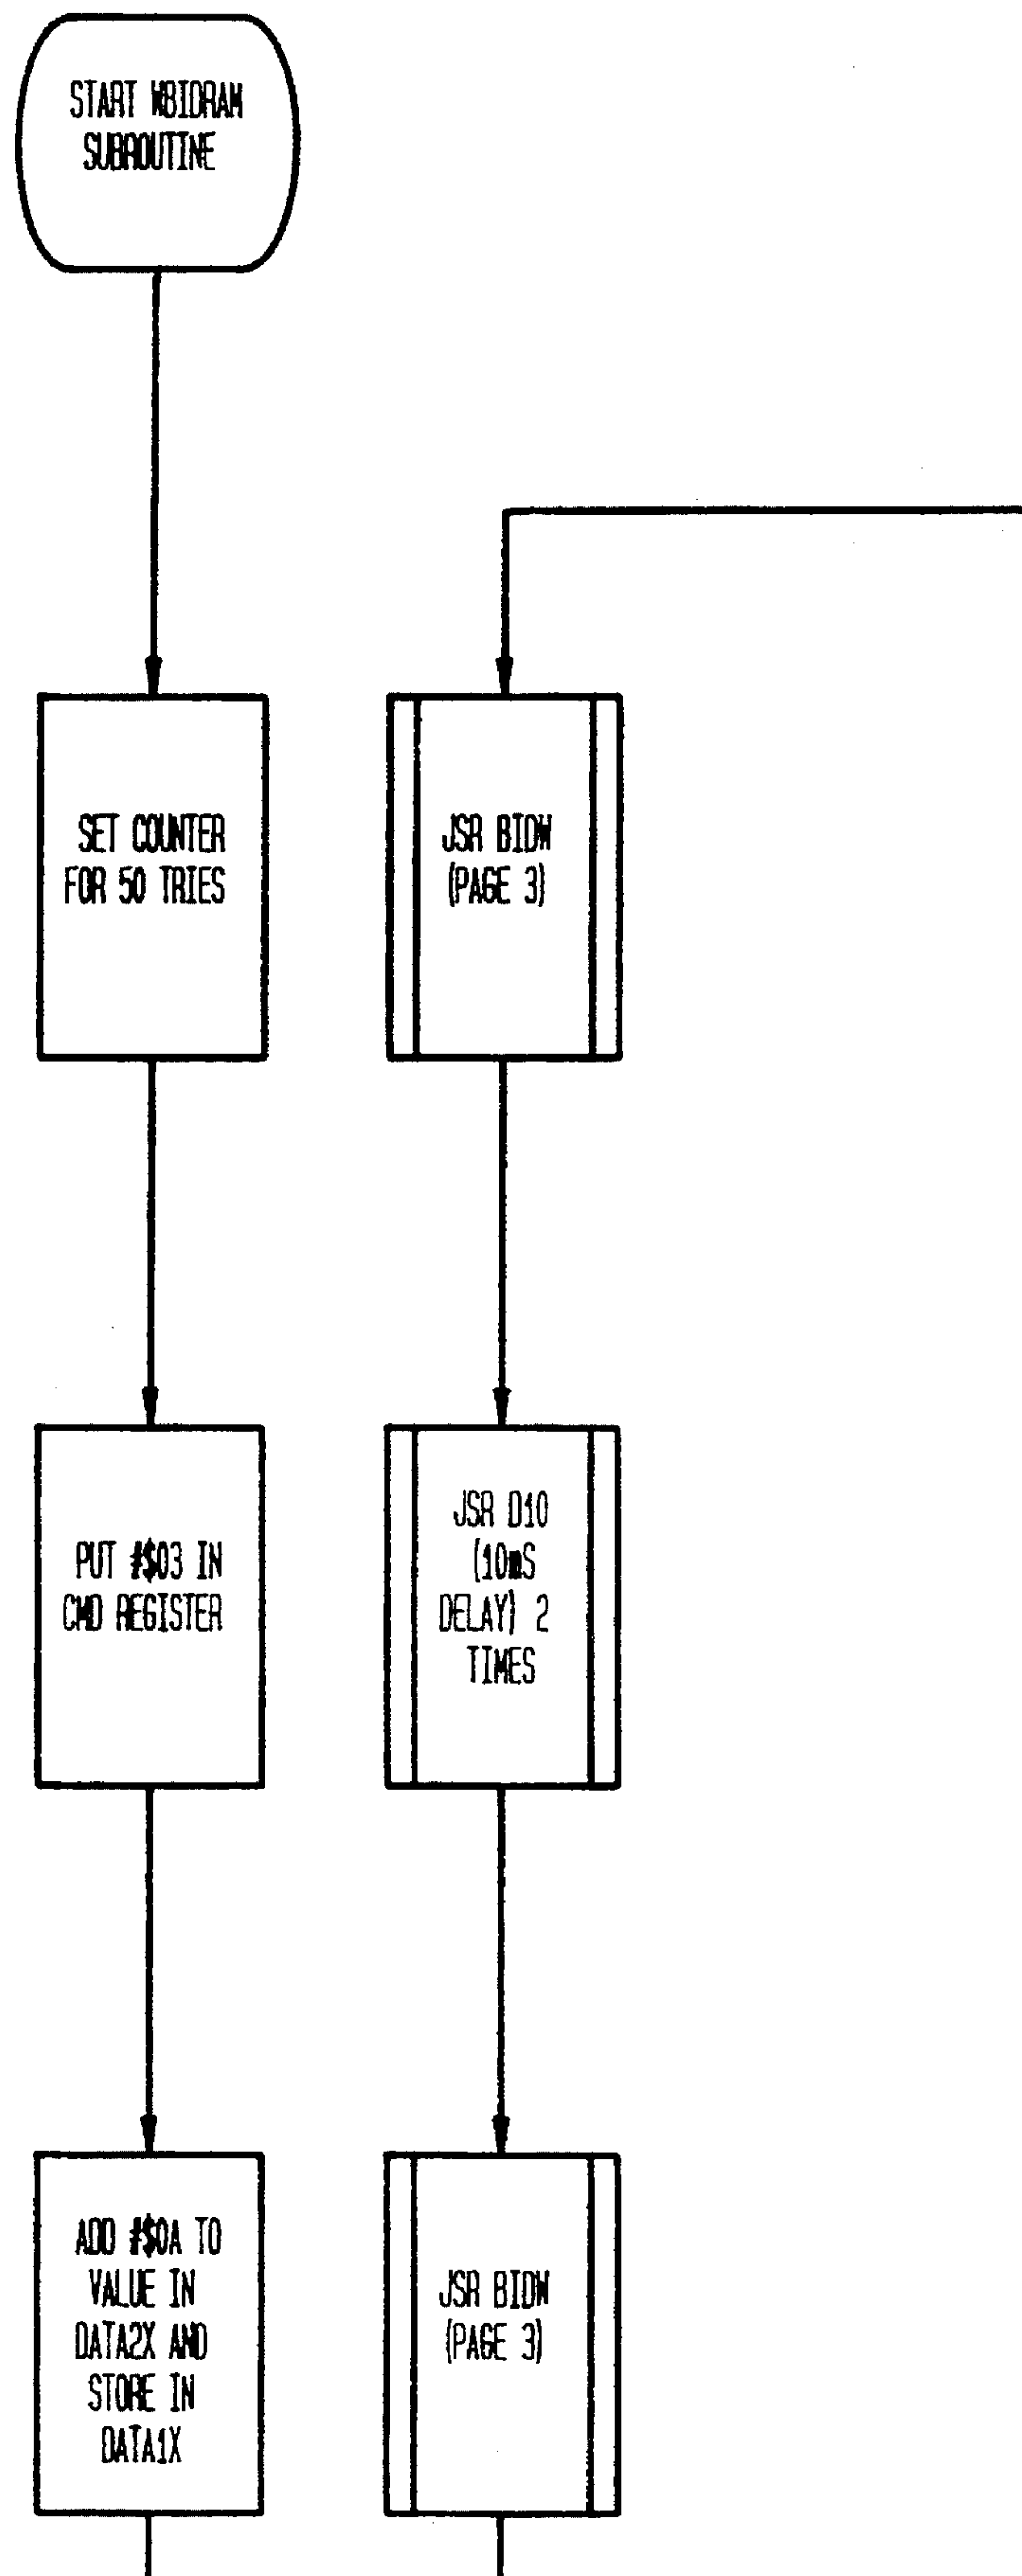 START WBIDRAM
SUBROUTINE
SET COUNTER
FOR 50 TRIES
PUT #$03 IN
CMD REGISTER
ADD #$0A TO
VALUE IN
DATA2X AND
STORE IN
DATA1X
JSR BIDW
(PAGE 3)
JSR D10
(10mS
DELAY) 2
TIMES
JSR BIDW
(PAGE 3)